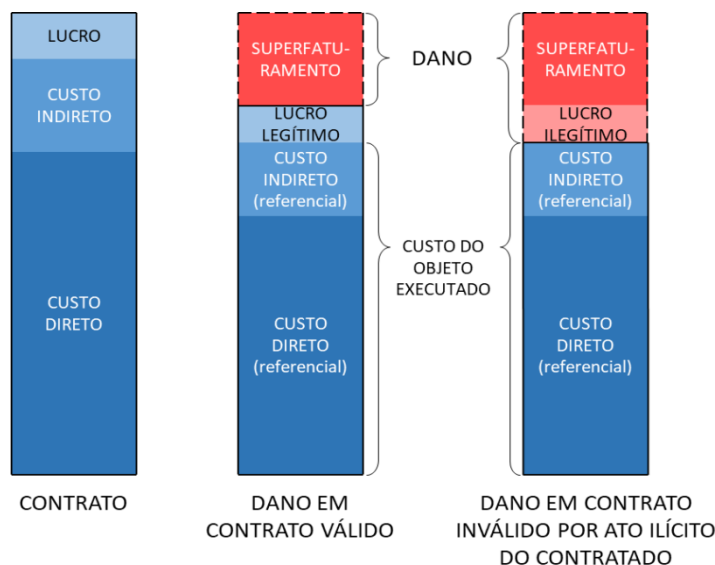 LUCRO
CUSTO
INDIRETO
CUSTO
DIRETO
CONTRATO
SUPERFATU-
RAMENTO
LUCRO
LEGÍTIMO
CUSTO
INDIRETO
(referencial)
CUSTO
DIRETO
(referencial)
DANO EM
CONTRATO VÁLIDO
DANO
CUSTO DO
OBJETO
EXECUTADO
SUPERFATU-
RAMENTO
LUCRO
ILEGÍTIMO
CUSTO
INDIRETO
(referencial)
CUSTO
DIRETO
(referencial)
DANO EM CONTRATO
INVÁLIDO POR ATO ILÍCITO
DO CONTRATADO